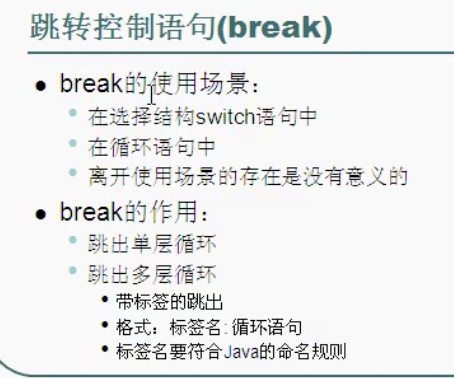 跳转控制语句(break)
break的使用场景：
在选择结构switch语句中
在循环语句中
离开使用场景的存在是没有意义的
break的作用：
跳出单层循环
跳出多层循环
带标签的跳出
格式：标签名: 循环语句
标签名要符合Java的命名规则